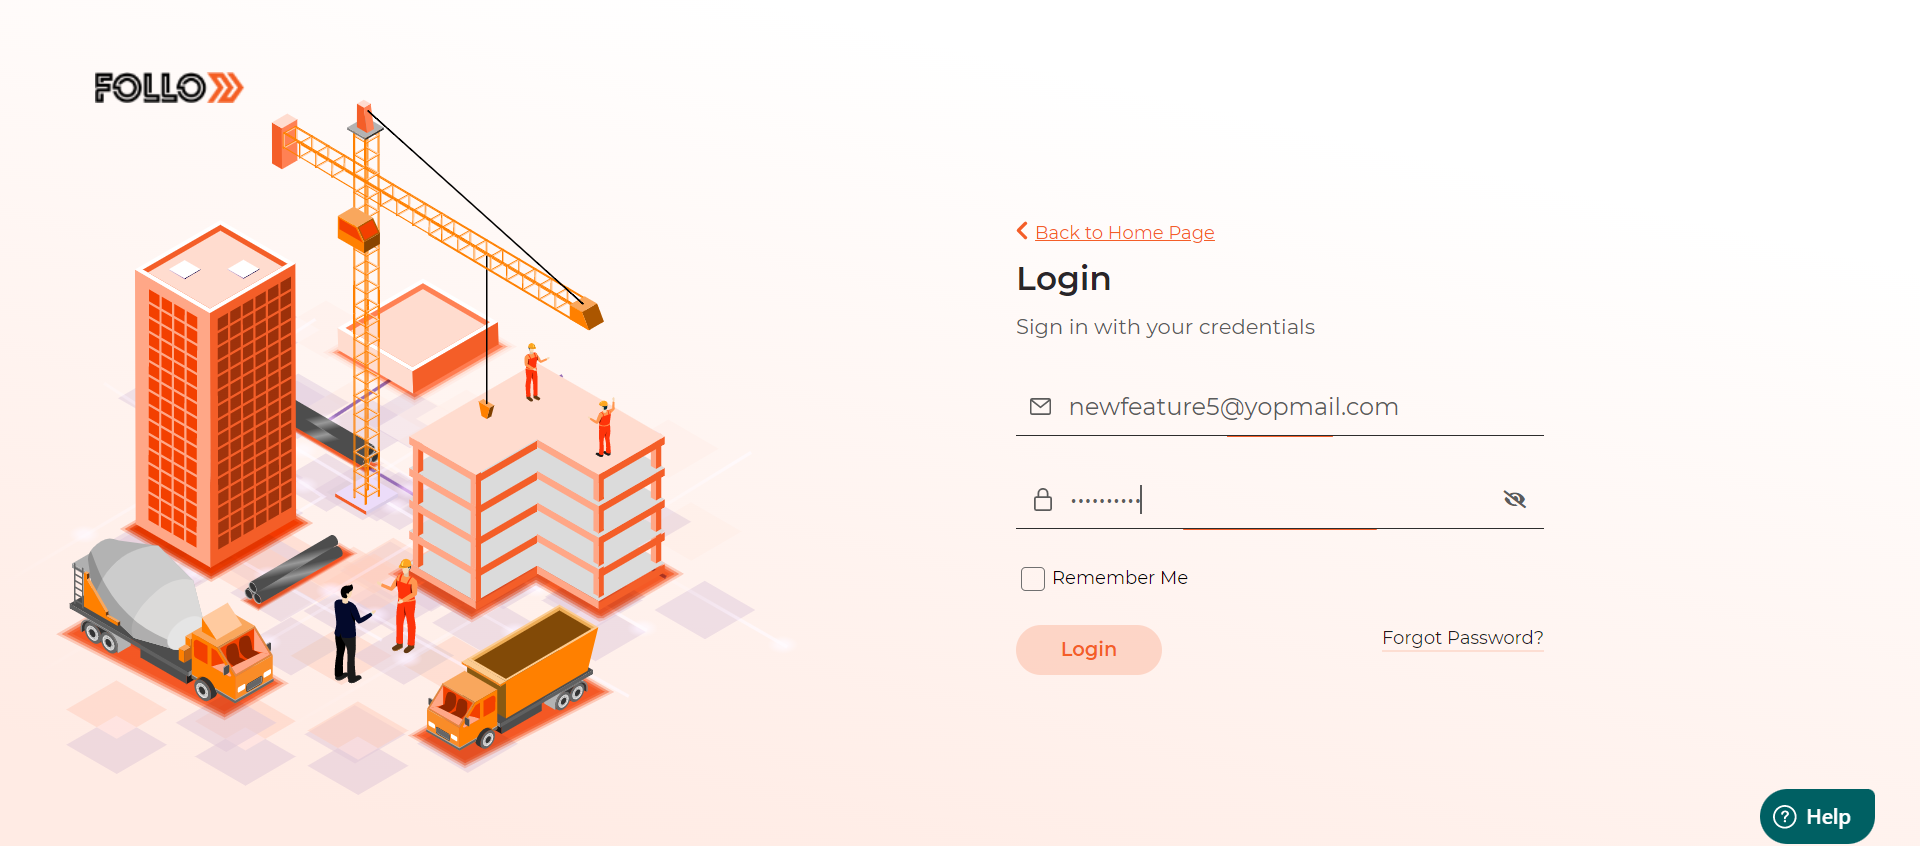 FOLLO
Back to Home Page
Login
Sign in with your credentials
newfeature5@yopmail.com
••••••••••
Remember Me
Login
Forgot Password?
? Help